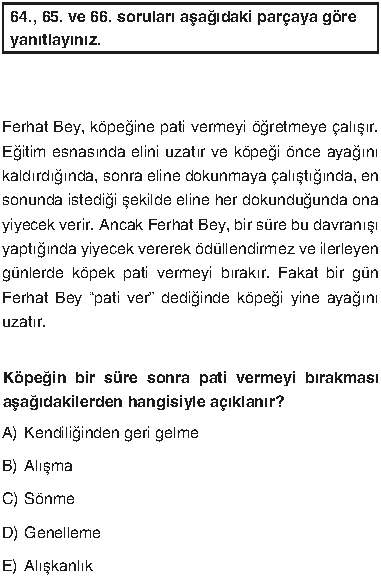 64., 65. ve 66. soruları aşağıdaki parçaya göre
yanıtlayınız.
Ferhat Bey, köpeğine pati vermeyi öğretmeye çalışır.
Eğitim esnasında elini uzatır ve köpeği önce ayağını
kaldırdığında, sonra eline dokunmaya çalıştığında, en
sonunda istediği şekilde eline her dokunduğunda ona
yiyecek verir. Ancak Ferhat Bey, bir süre bu davranışı
yaptığında yiyecek vererek ödüllendirmez ve ilerleyen
günlerde köpek pati vermeyi bırakır. Fakat bir gün
Ferhat Bey “pati ver” dediğinde köpeği yine ayağını
uzatır.
Köpeğin bir süre sonra pati vermeyi bırakması
aşağıdakilerden hangisiyle açıklanır?
A) Kendiliğinden geri gelme
B) Alışma
C) Sönme
D) Genelleme
E) Alışkanlık